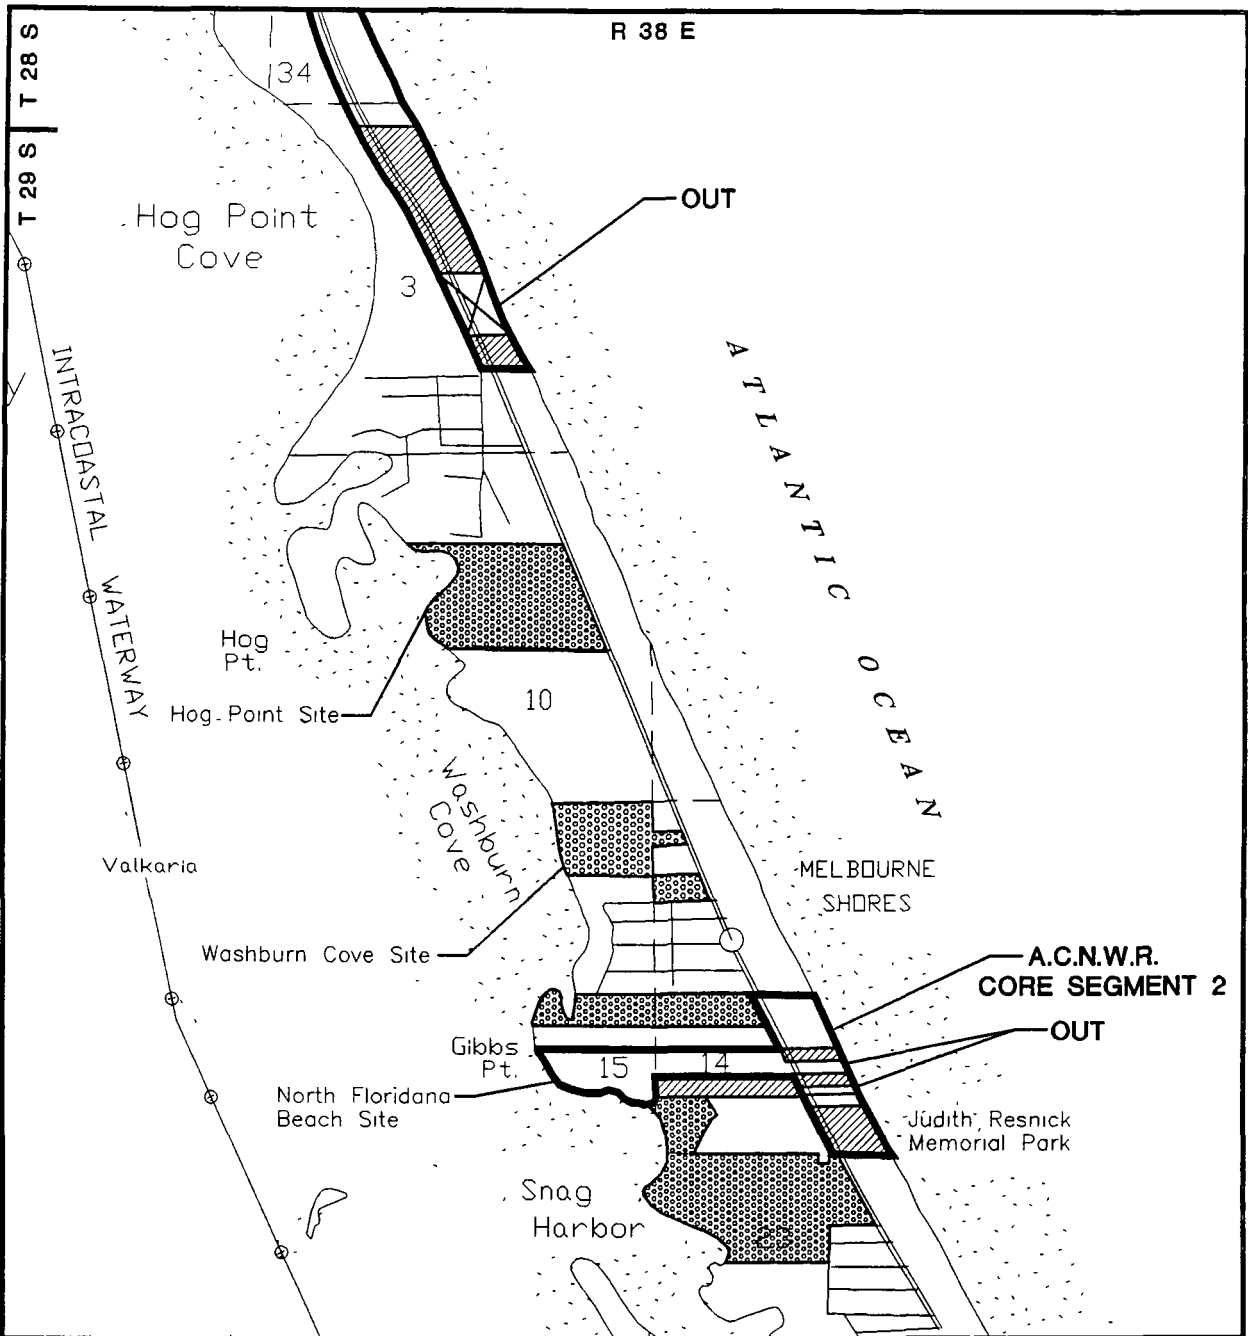 R 38 E
T 28 S
T 29 S
34
OUT
Hog Point
Cove
3
INTRACOASTAL WATERWAY
ATLANTIC OCEAN
Hog
Pt.
Hog Point Site
10
Washburn
Cove
Valkaria
MELBOURNE
SHORES
Washburn Cove Site
A.C.N.W.R.
CORE SEGMENT 2
OUT
Gibbs
Pt.
15
14
North Floridana
Beach Site
Judith Resnick
Memorial Park
Snag
Harbor
23